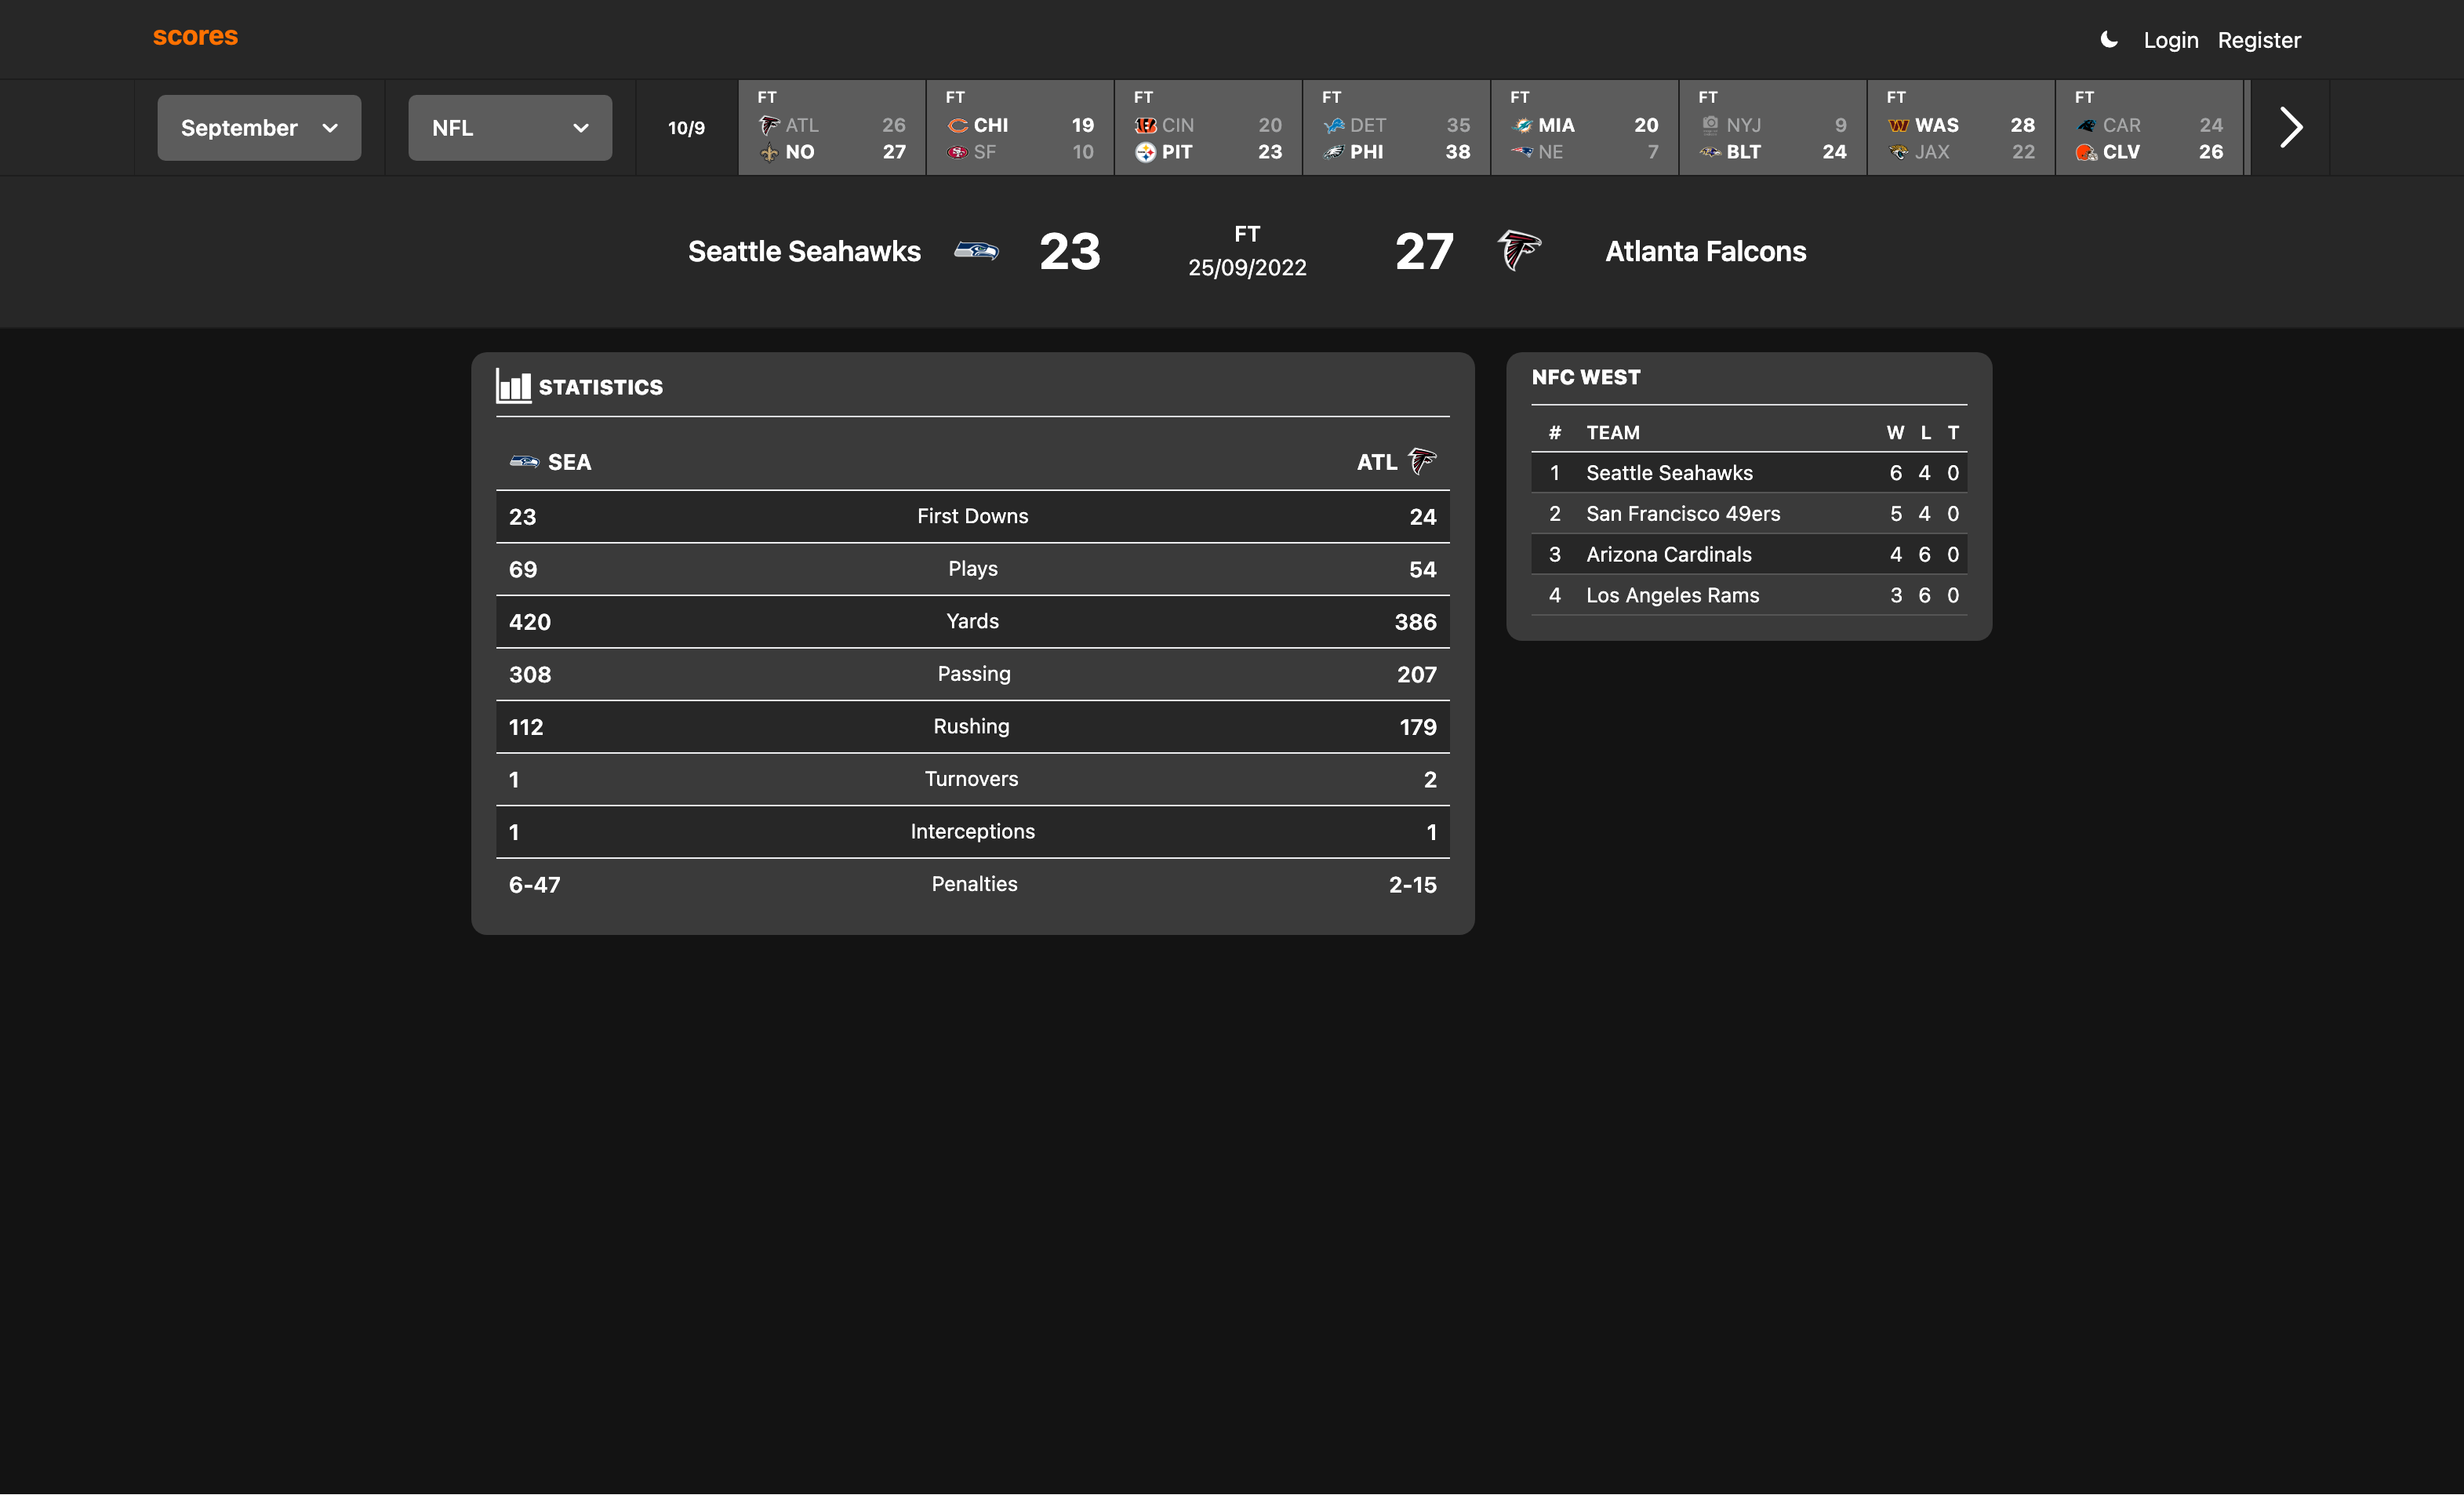 scores
Login Register
September NFL 10/9
FT
ATL 26
NO 27
FT
CHI 19
SF 10
FT
CIN 20
PIT 23
FT
DET 35
PHI 38
FT
MIA 20
NE 7
FT
NYJ 9
BLT 24
FT
WAS 28
JAX 22
FT
CAR 24
CLV 26
Seattle Seahawks 23 FT 27 Atlanta Falcons
25/09/2022
STATISTICS
SEA ATL
23 First Downs 24
69 Plays 54
420 Yards 386
308 Passing 207
112 Rushing 179
1 Turnovers 2
1 Interceptions 1
6-47 Penalties 2-15
NFC WEST
# TEAM W L T
1 Seattle Seahawks 6 4 0
2 San Francisco 49ers 5 4 0
3 Arizona Cardinals 4 6 0
4 Los Angeles Rams 3 6 0